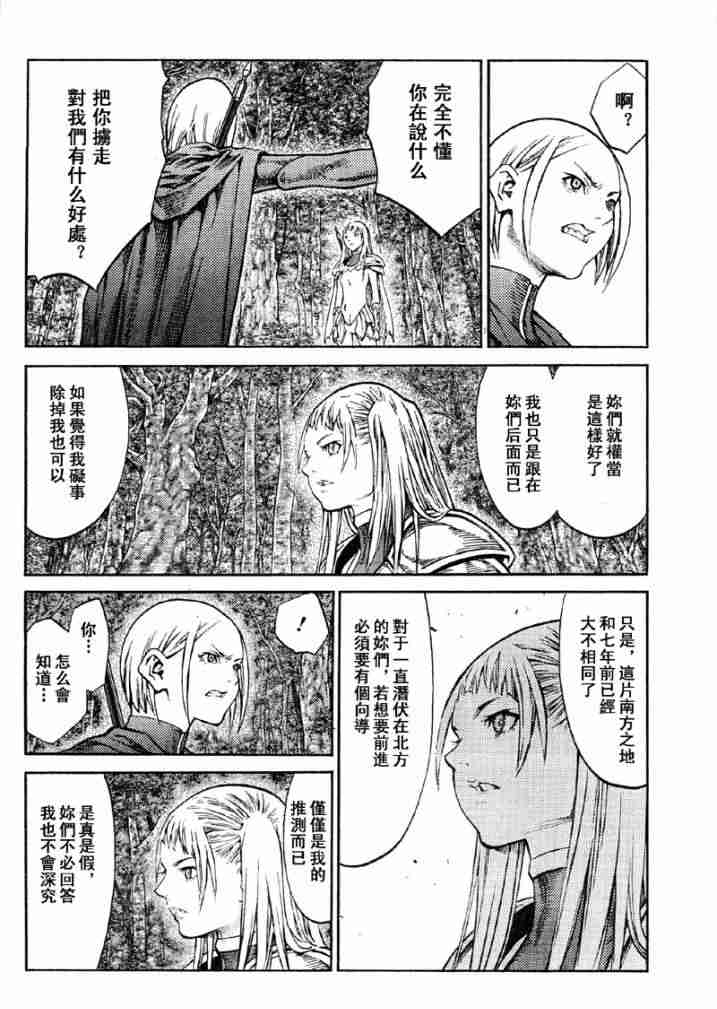 啊？
完全不懂
你在說什么
把你擄走
對我們有什么好處？
妳們就權當
是這樣好了
我也只是跟在
妳們后面而已
如果覺得我礙事
除掉我也可以
只是，這片南方之地
和七年前已經
大不相同了
對于一直潛伏在北方
的妳們，若想要前進
必須要有個向導
！
你…
怎么會
知道…
僅僅是我的
推測而已
是真是假，
妳們不必回答
我也不會深究